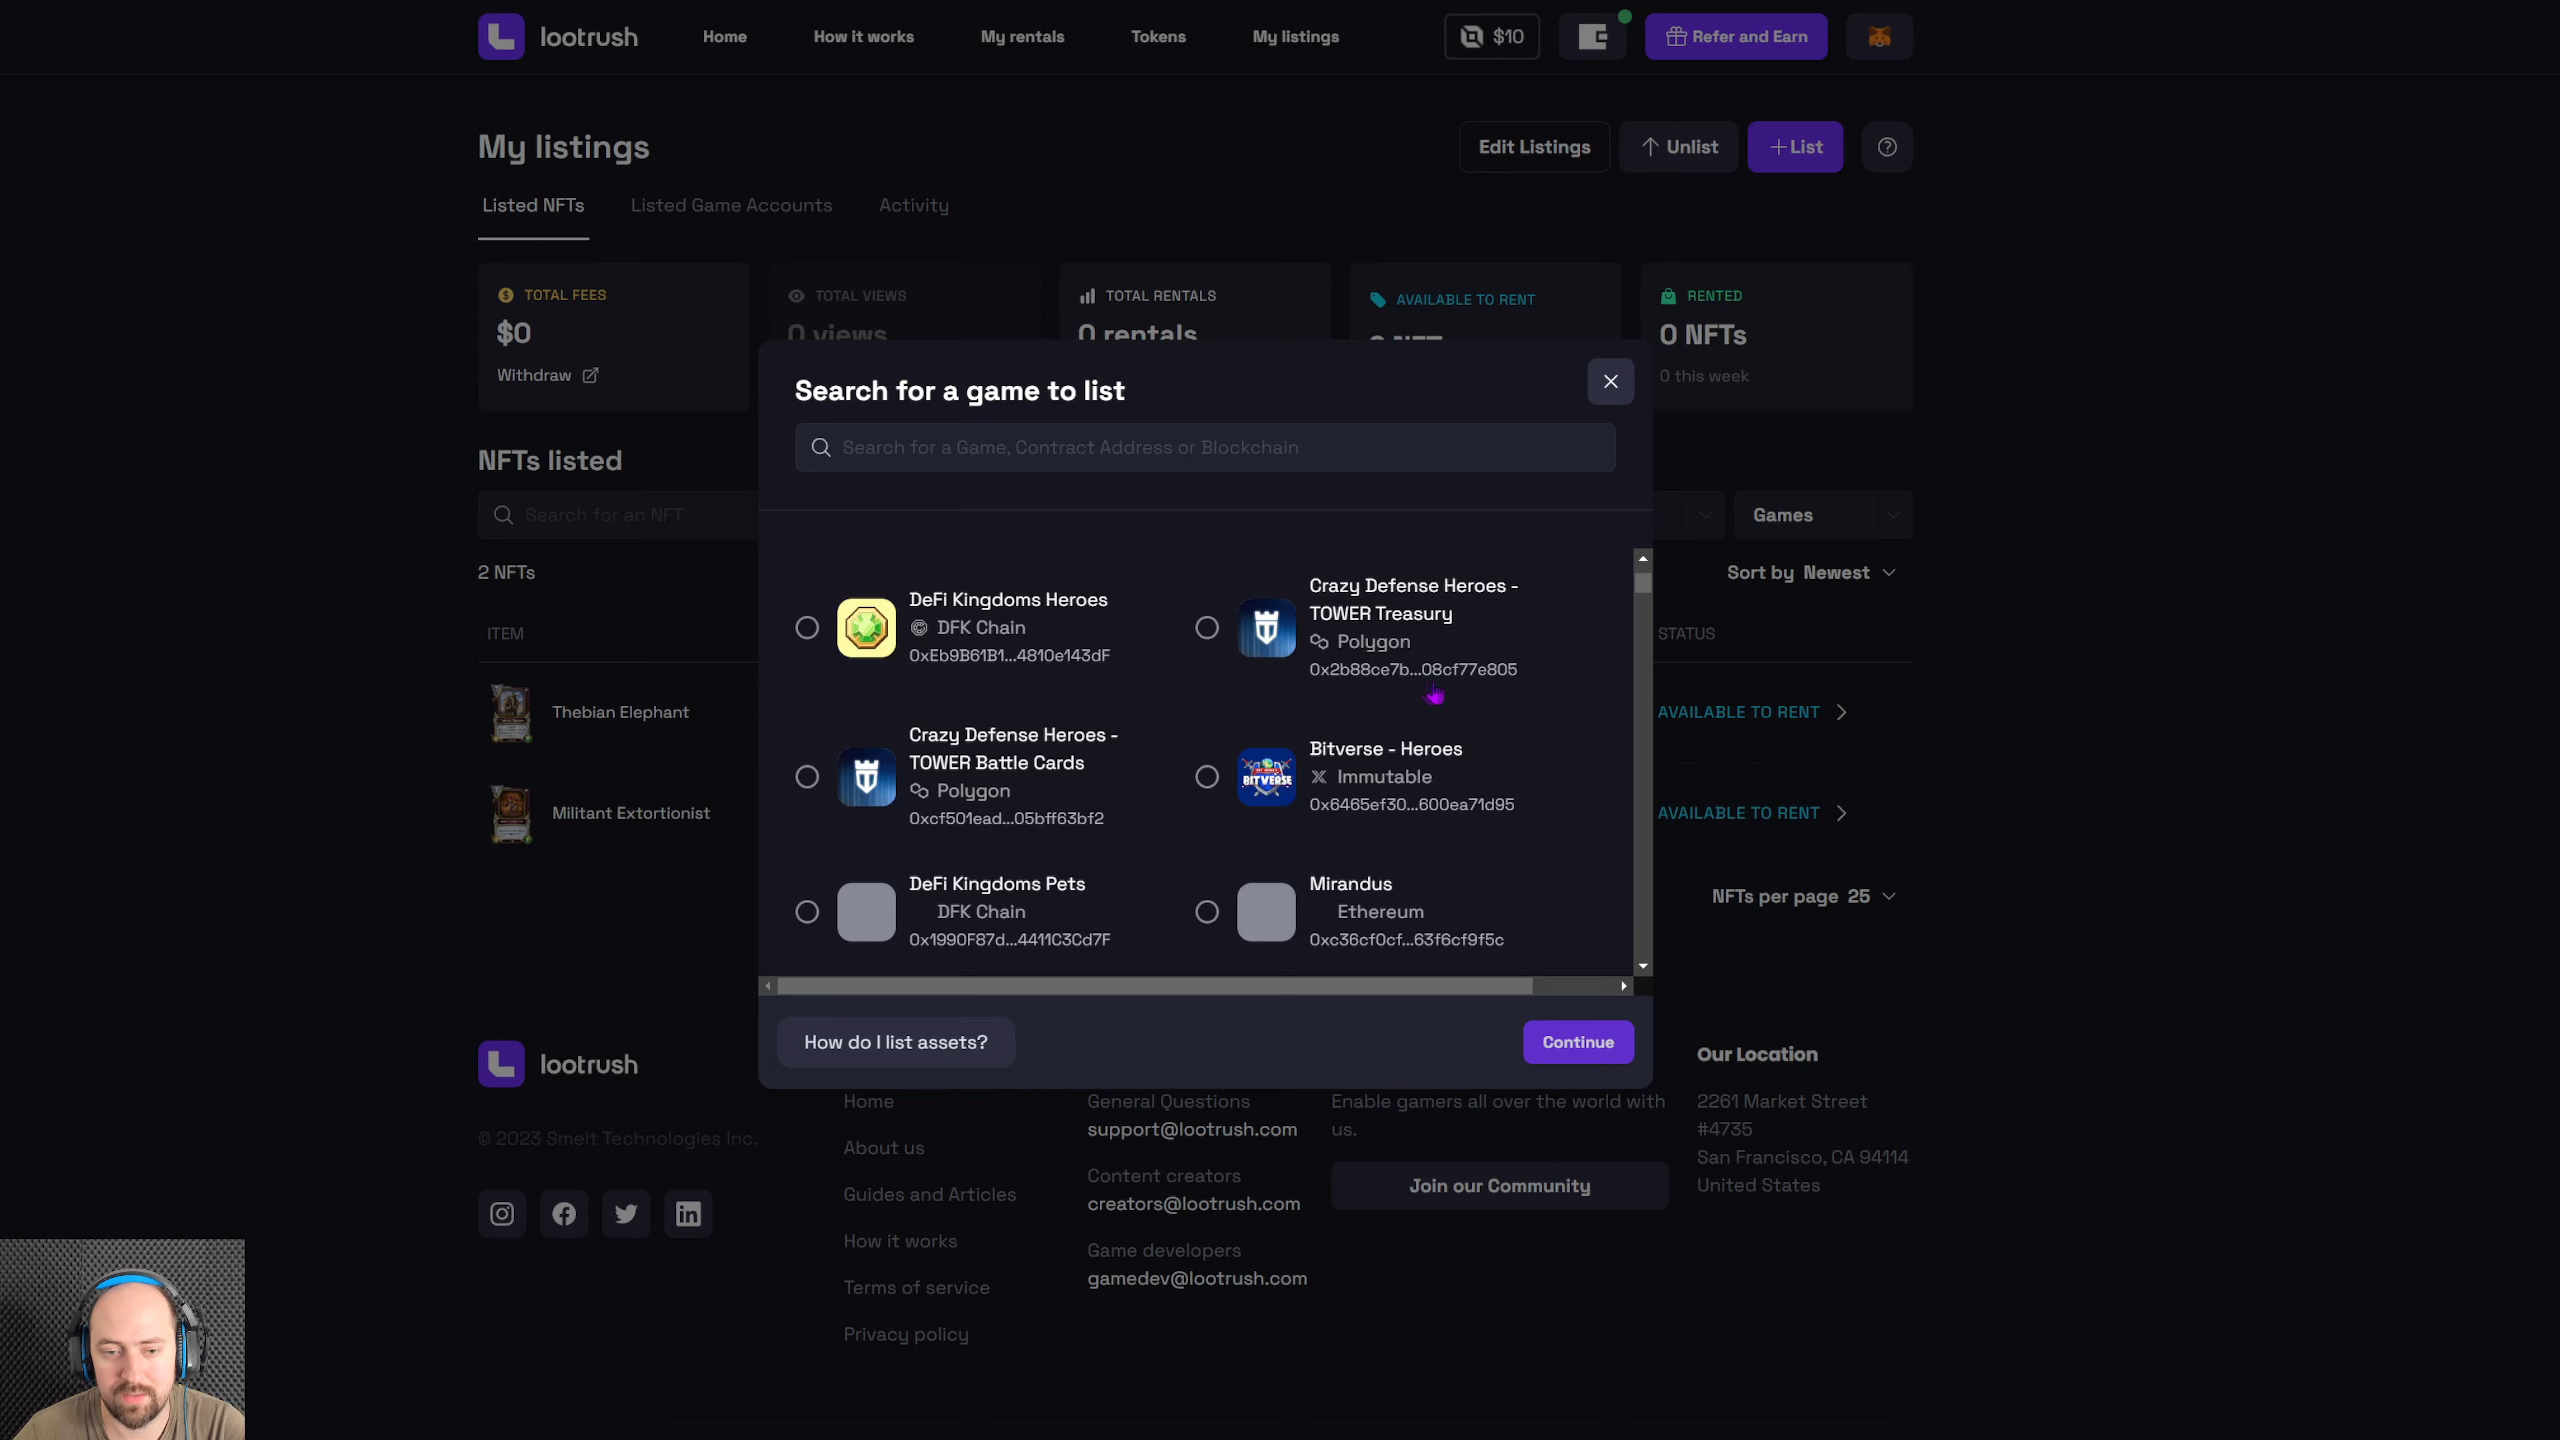 lootrush
Home
How it works
My rentals
Tokens
My listings
$10
Refer and Earn
My listings
Edit Listings
Unlist
List
Listed NFTs
Listed Game Accounts
Activity
TOTAL FEES
$0
Withdraw
TOTAL VIEWS
0 views
TOTAL RENTALS
0 rentals
AVAILABLE TO RENT
RENTED
0 NFTs
0 this week
Search for a game to list
Search for a Game, Contract Address or Blockchain
NFTs listed
Search for an NFT
Games
2 NFTs
Sort by Newest
ITEM
STATUS
Thebian Elephant
AVAILABLE TO RENT
Militant Extortionist
AVAILABLE TO RENT
DeFi Kingdoms Heroes
DFK Chain
0xEb9B61B1...4810e143dF
Crazy Defense Heroes -
TOWER Treasury
Polygon
0x2b88ce7b...08cf77e805
Crazy Defense Heroes -
TOWER Battle Cards
Polygon
0xcf501ead...05bff63bf2
BITVERSE
Bitverse - Heroes
Immutable
0x6465ef30...600ea71d95
DeFi Kingdoms Pets
DFK Chain
0x1990F87d...4411C3Cd7F
Mirandus
Ethereum
0xc36cf0cf...63f6cf9f5c
NFTs per page 25
How do I list assets?
Continue
lootrush
© 2023 Smelt Technologies Inc.
Home
About us
Guides and Articles
How it works
Terms of service
Privacy policy
General Questions
support@lootrush.com
Content creators
creators@lootrush.com
Game developers
gamedev@lootrush.com
Enable gamers all over the world with
us.
Join our Community
Our Location
2261 Market Street
#4735
San Francisco, CA 94114
United States